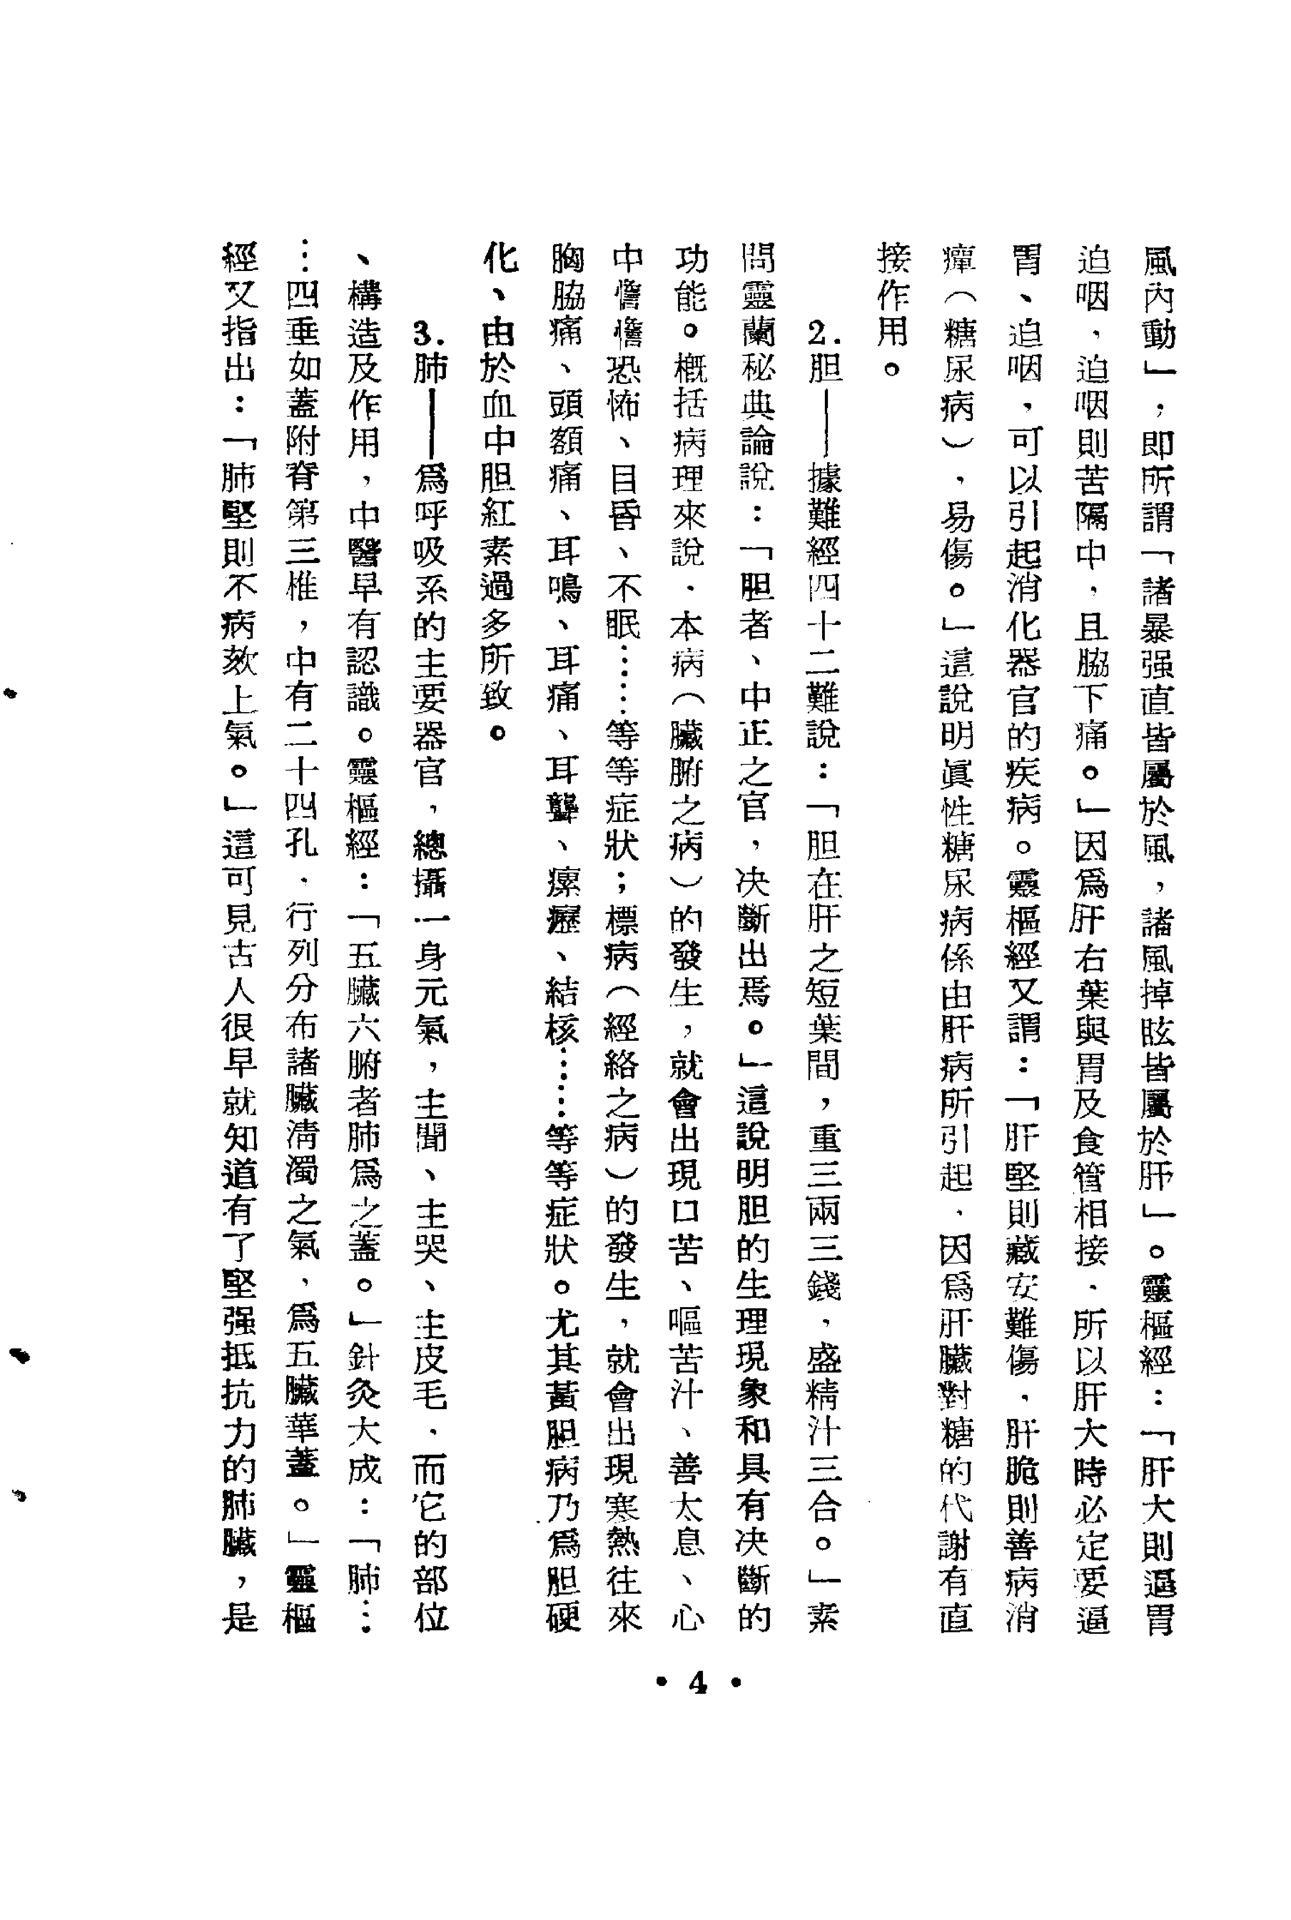 風內動」，即所謂「諸暴强直皆屬於風，諸風掉眩皆屬於肝」。靈樞經：「肝大則逼胃
迫咽，迫咽則苦隔中，且脇下痛。」因爲肝右葉與胃及食管相接，所以肝大時必定要逼
胃、迫咽，可以引起消化器官的疾病。靈樞經又謂：「肝堅則藏安難傷，肝脆則善病消
癉（糖尿病），易傷。」這說明眞性糖尿病係由肝病所引起，因爲肝臟對糖的代謝有直
接作用。
2.胆——據難經四十二難說：「胆在肝之短葉間，重三兩三錢，盛精汁三合。」素
問靈蘭秘典論說：「胆者、中正之官，决斷出焉。」這說明胆的生理現象和具有决斷的
功能。槪括病理來說，本病（臟腑之病）的發生，就會出現口苦、嘔苦汁、善太息、心
中憺憺恐怖、目昏、不眠……等等症狀；標病（經絡之病）的發生，就會出現寒熱往來
胸脇痛、頭額痛、耳鳴、耳痛、耳聾、瘰癧、結核……等等症狀。尤其黃胆病乃爲胆硬
化、由於血中胆紅素過多所致。
3.肺——爲呼吸系的主要器官，總攝一身元氣，主聞、主哭、主皮毛，而它的部位
、構造及作用，中醫早有認識。靈樞經：「五臟六腑者肺爲之蓋。」針灸大成：「肺…
…四垂如蓋附脊第三椎，中有二十四孔，行列分布諸臟淸濁之氣，爲五臟華蓋。」靈樞
經又指出：「肺堅則不病欬上氣。」這可見古人很早就知道有了堅强抵抗力的肺臟，是
• 4 •